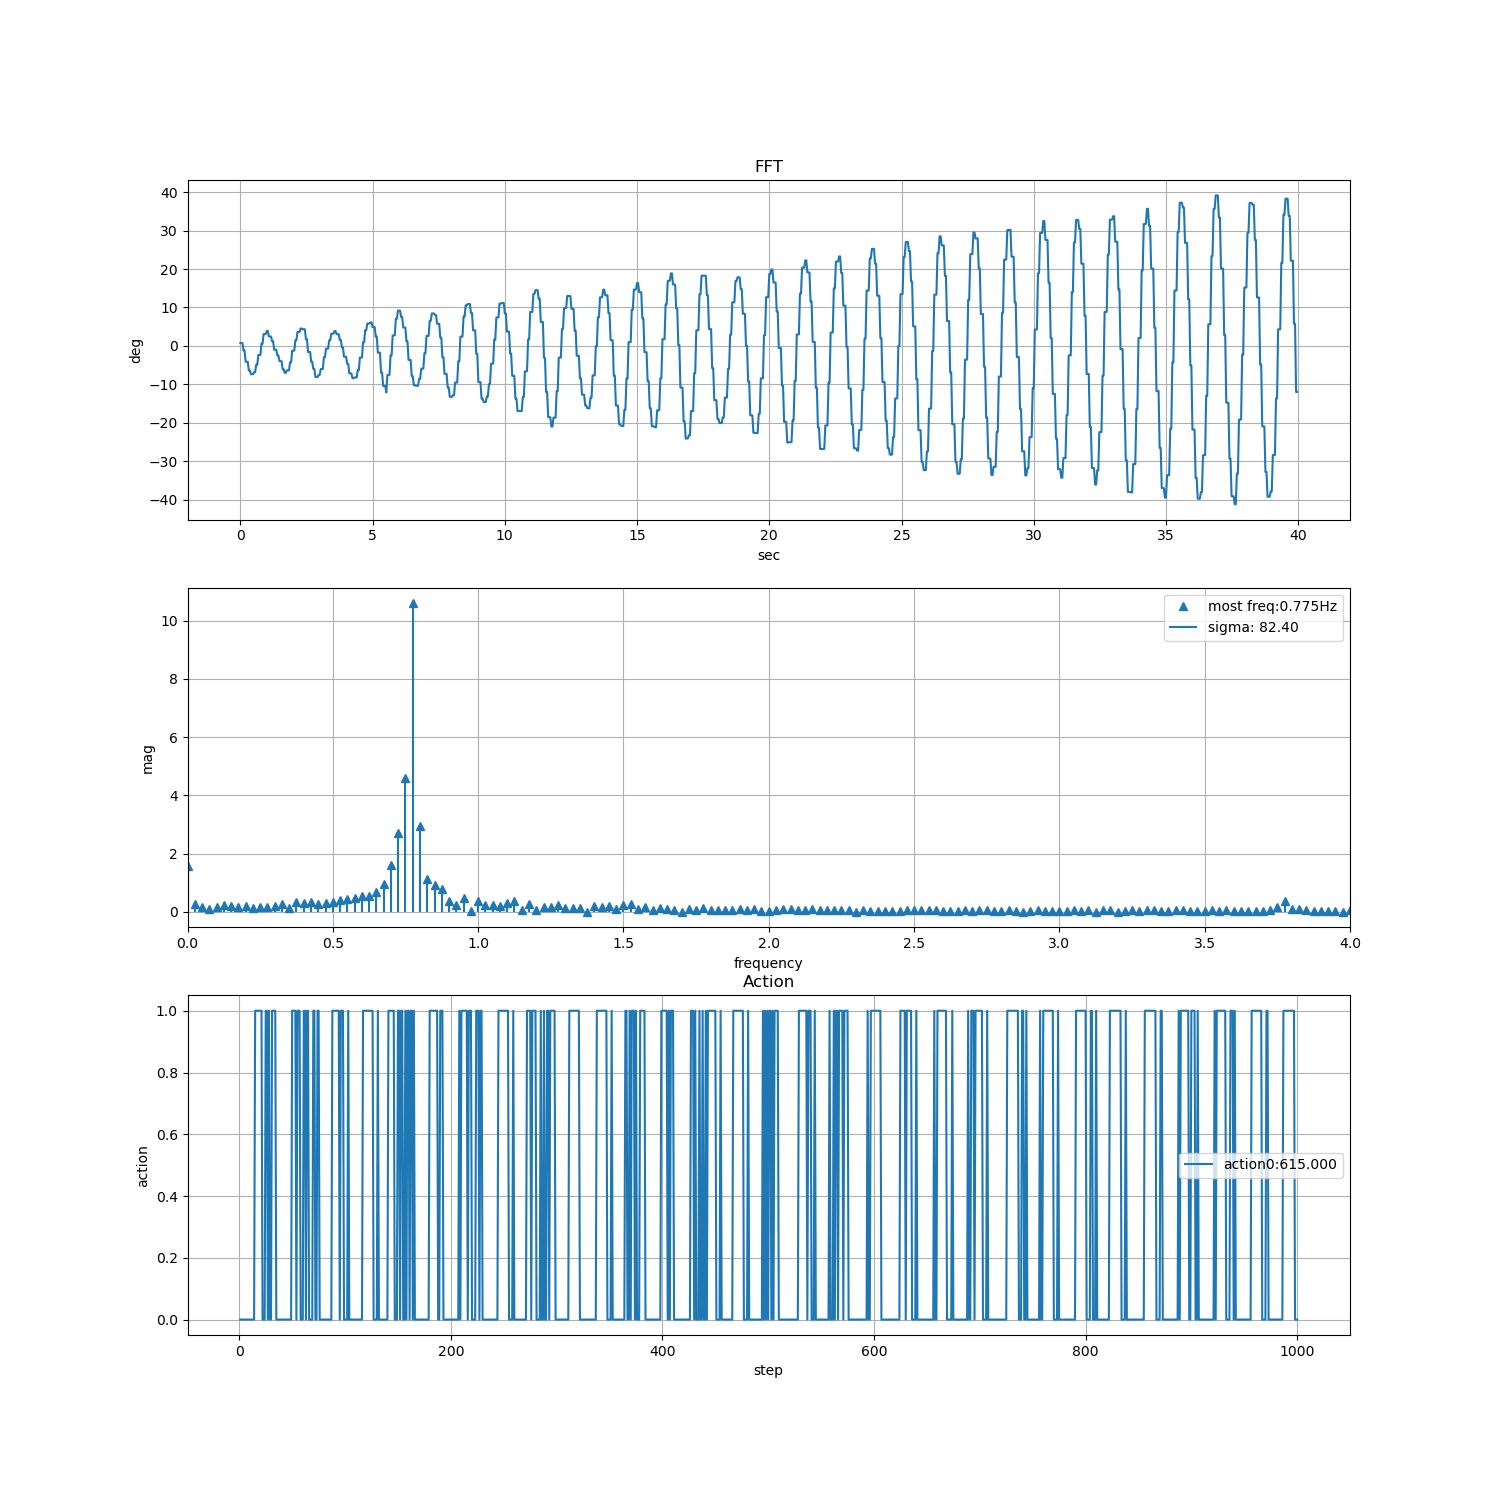 FFT
40
30
20
10
0
−10
−20
−30
−40
deg
0 5 10 15 20 25 30 35 40
sec
10
8
6
4
2
0
mag
most freq:0.775Hz
sigma: 82.40
0.0 0.5 1.0 1.5 2.0 2.5 3.0 3.5 4.0
frequency
Action
1.0
0.8
0.6
0.4
0.2
0.0
action
action0:615.000
0 200 400 600 800 1000
step